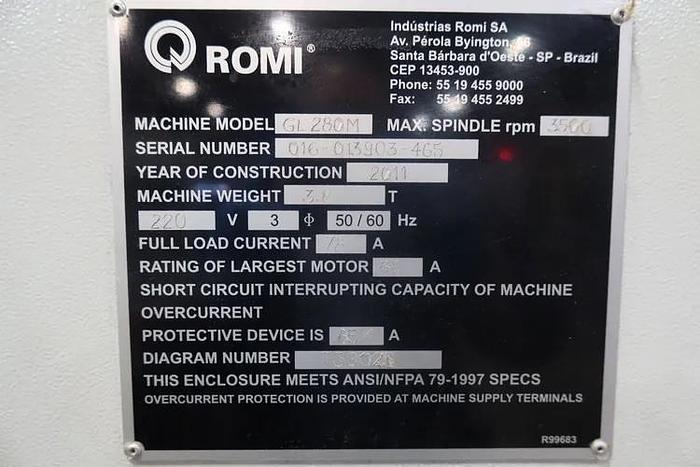 ROMI®
Indústrias Romi SA
Av. Pérola Byington,
Santa Bárbara d'Oeste - SP - Brazil
CEP 13453-900
Phone: 55 19 455 9000
Fax: 55 19 455 2499
MACHINE MODEL GL 280M MAX. SPINDLE rpm 3500
SERIAL NUMBER 016-013903-465
YEAR OF CONSTRUCTION 2011
MACHINE WEIGHT T
220 V 3 ϕ 50 / 60 Hz
FULL LOAD CURRENT A
RATING OF LARGEST MOTOR A
SHORT CIRCUIT INTERRUPTING CAPACITY OF MACHINE
OVERCURRENT
PROTECTIVE DEVICE IS A
DIAGRAM NUMBER
THIS ENCLOSURE MEETS ANSI/NFPA 79-1997 SPECS
OVERCURRENT PROTECTION IS PROVIDED AT MACHINE SUPPLY TERMINALS
R99683